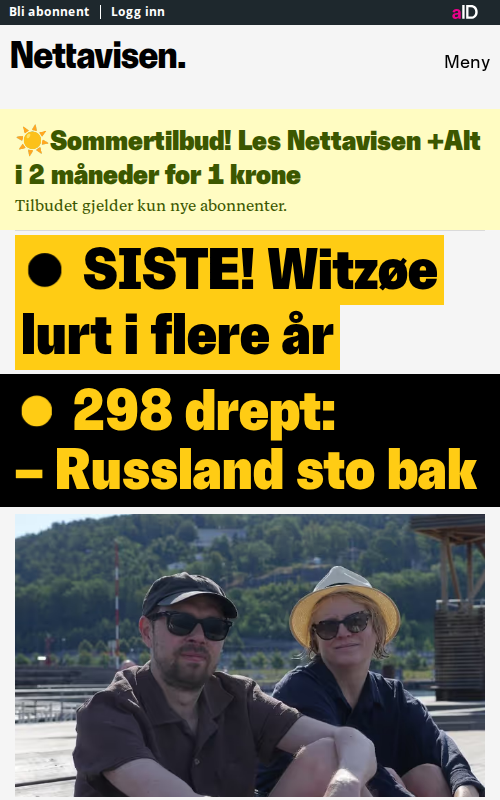 Bli abonnent | Logg inn
aID
Nettavisen.
Meny
☀️Sommertilbud! Les Nettavisen +Alt
i 2 måneder for 1 krone
Tilbudet gjelder kun nye abonnenter.
● SISTE! Witzøe
lurt i flere år
● 298 drept:
– Russland sto bak